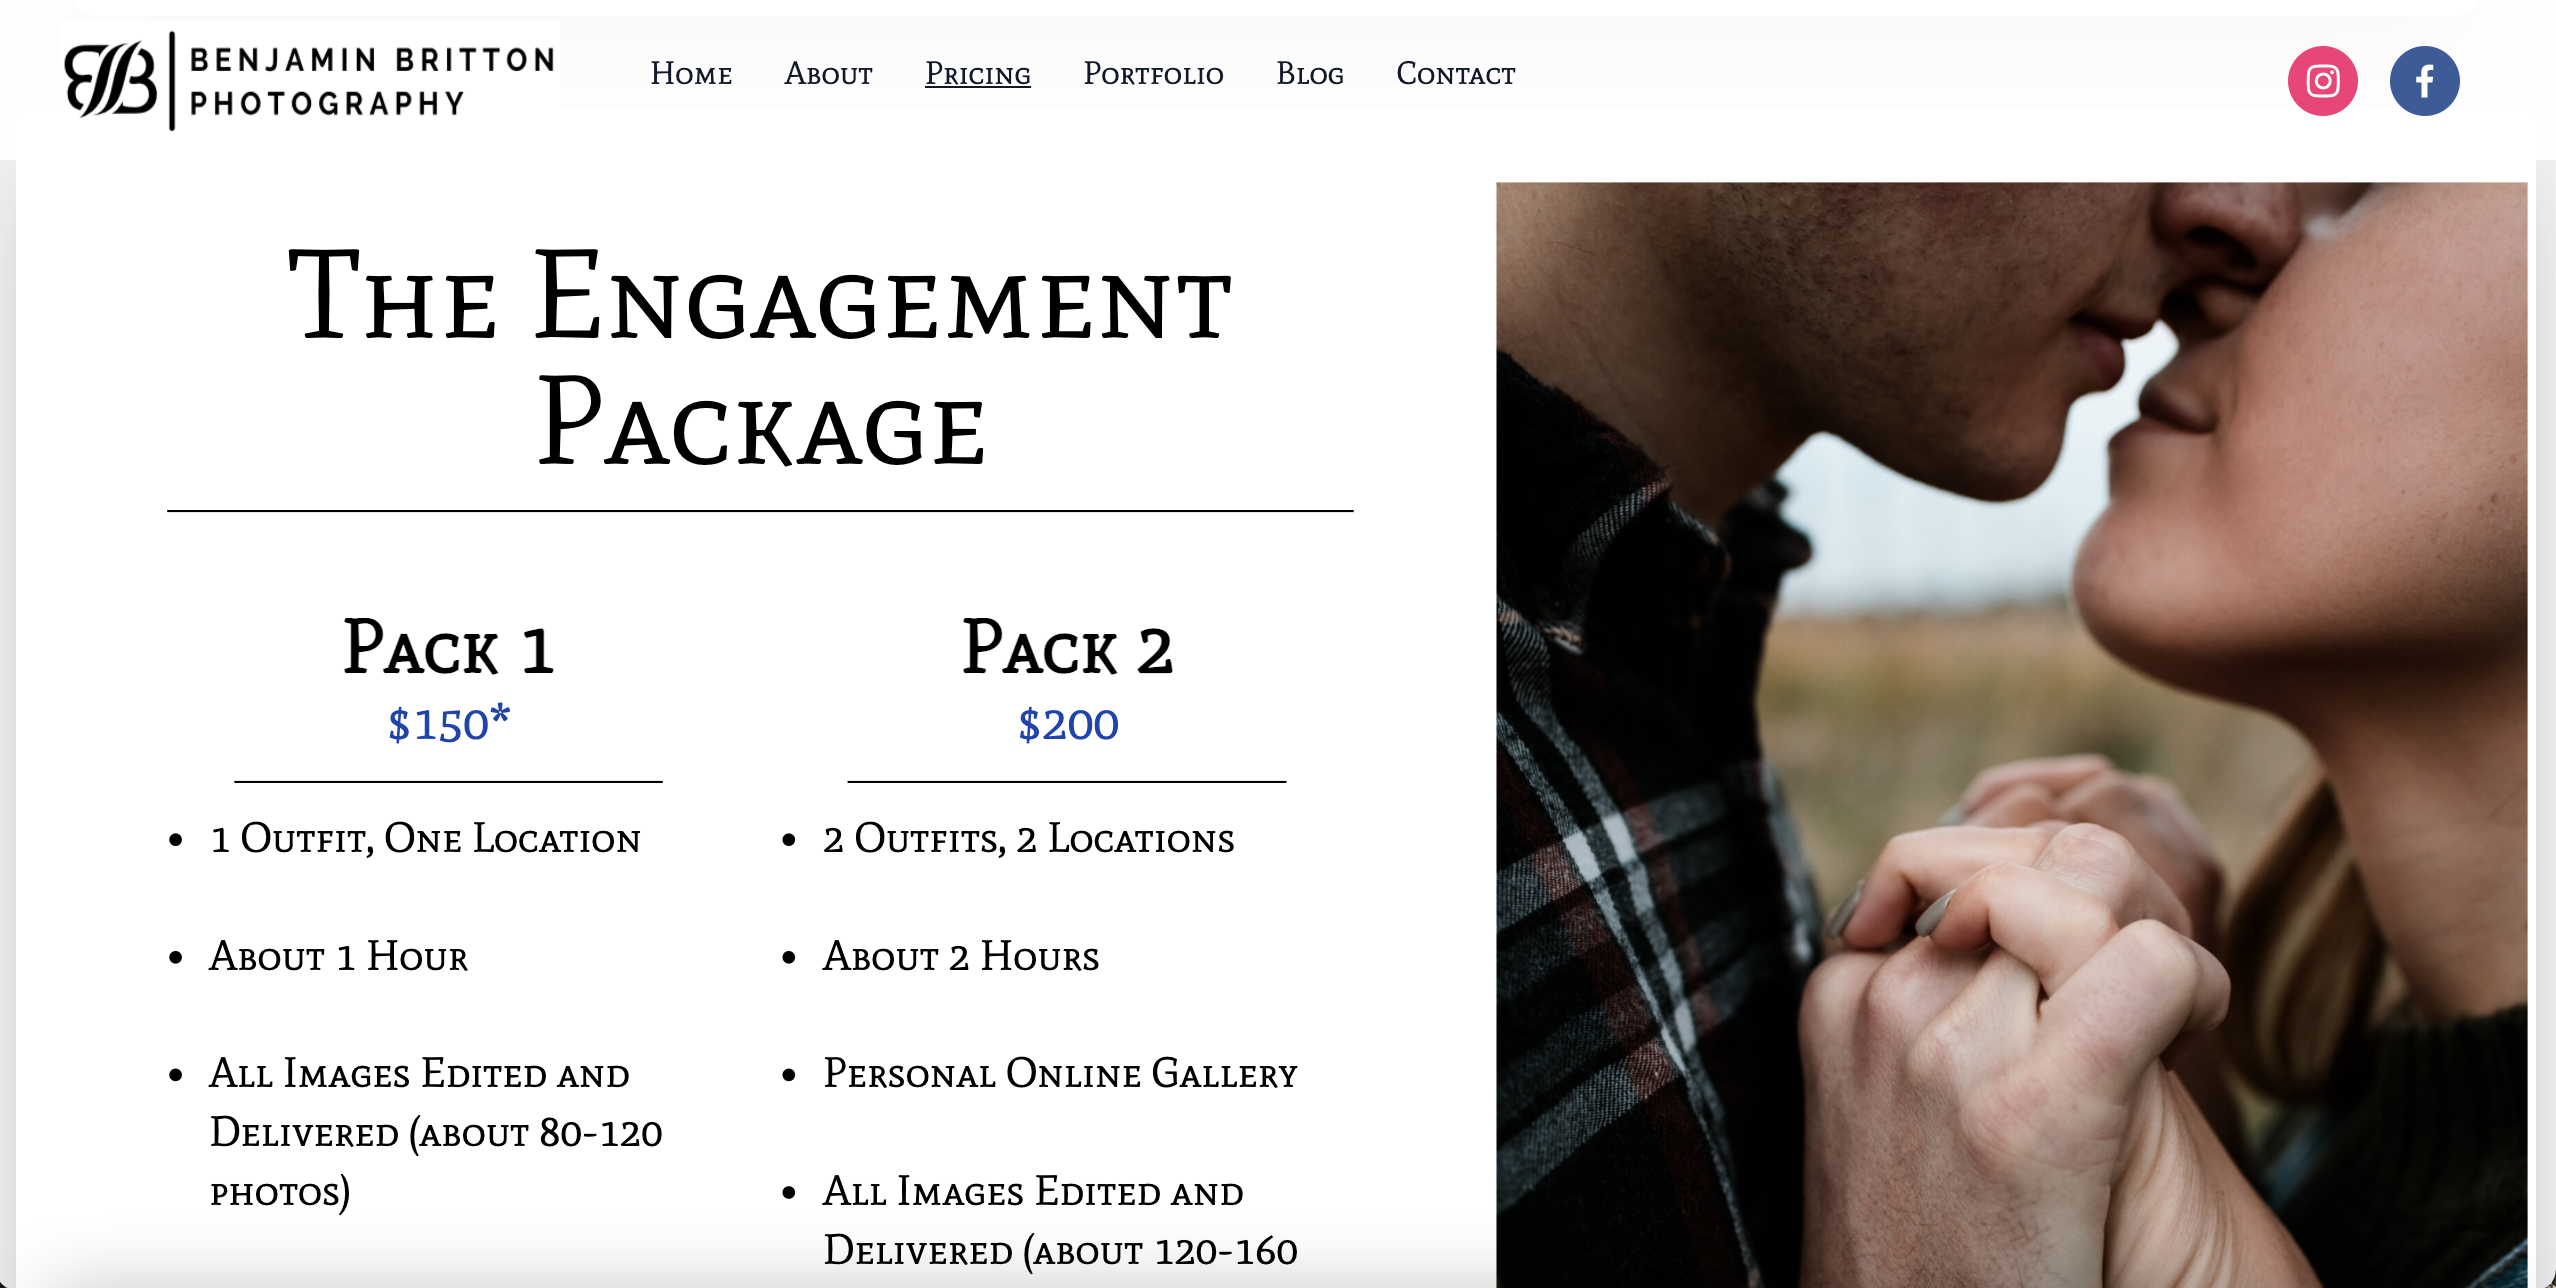 BENJAMIN BRITTON
PHOTOGRAPHY
Home About Pricing Portfolio Blog Contact
The Engagement
Package
Pack 1
$150*
1 Outfit, One Location
About 1 Hour
All Images Edited and
Delivered (about 80-120
photos)
Pack 2
$200
2 Outfits, 2 Locations
About 2 Hours
Personal Online Gallery
All Images Edited and
Delivered (about 120-160